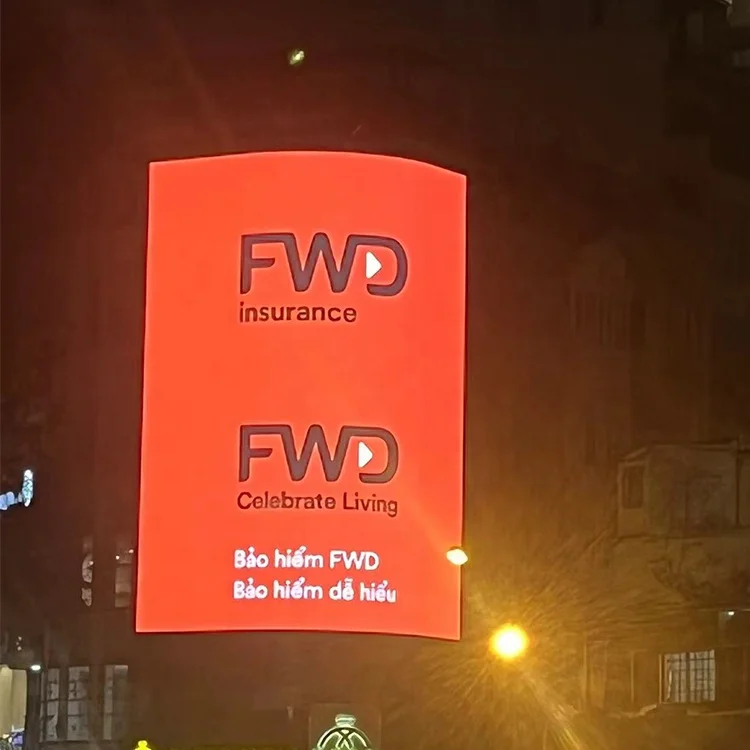 FWD
insurance
FWD
Celebrate Living
Bảo hiểm FWD
Bảo hiểm dễ hiểu